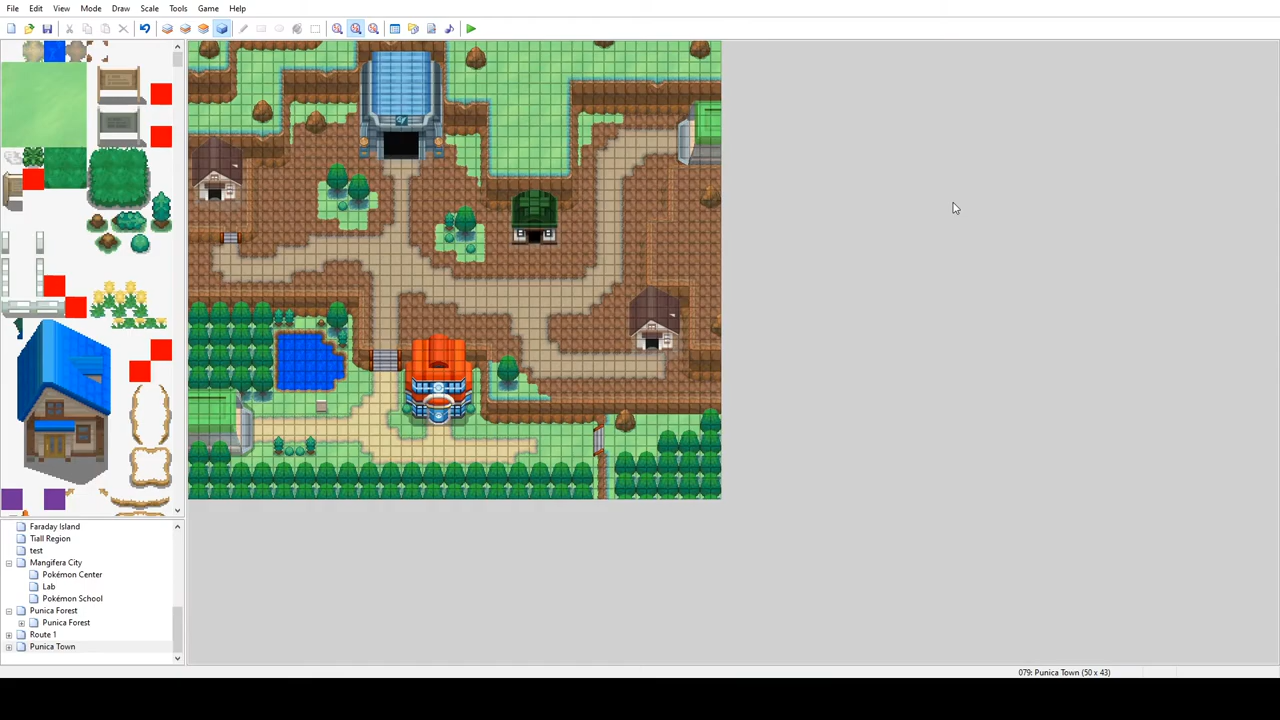 File Edit View Mode Draw Scale Tools Game Help
Faraday Island
Tiall Region
test
Mangifera City
Pokémon Center
Lab
Pokémon School
Punica Forest
Punica Forest
Route 1
Punica Town
079: Punica Town (50 x 43)